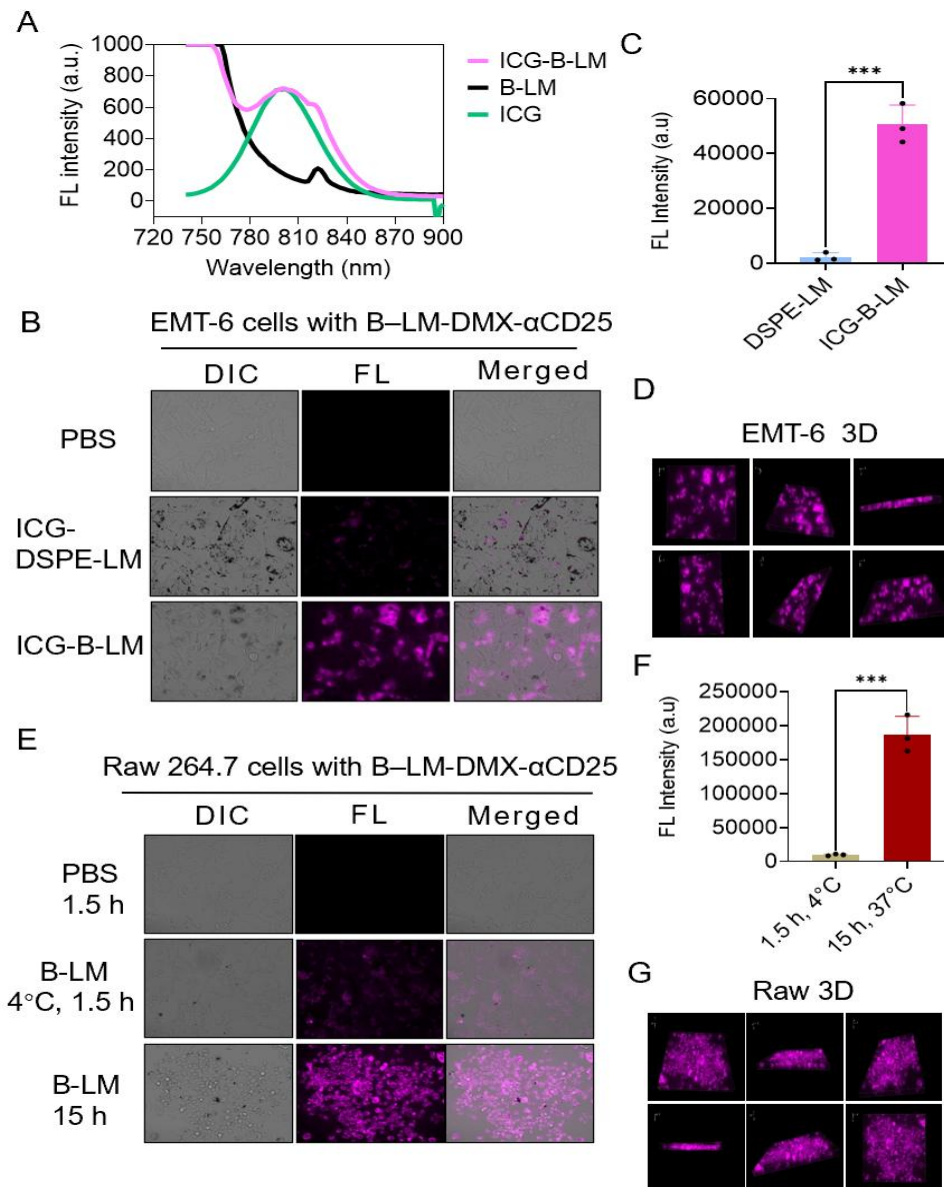 A
FL intensity (a.u.)
1000
800
600
400
200
0
720 750 780 810 840 870 900
Wavelength (nm)
ICG-B-LM
B-LM
ICG
C
***
FL Intensity (a.u)
60000
40000
20000
0
DSPE-LM
ICG-B-LM
B
EMT-6 cells with B–LM-DMX-αCD25
DIC FL Merged
PBS
ICG-
DSPE-LM
ICG-B-LM
D
EMT-6 3D
E
Raw 264.7 cells with B–LM-DMX-αCD25
DIC FL Merged
PBS
1.5 h
B-LM
4°C, 1.5 h
B-LM
15 h
F
***
FL Intensity (a.u)
250000
200000
150000
100000
50000
0
1.5 h, 4°C
15 h, 37°C
G
Raw 3D